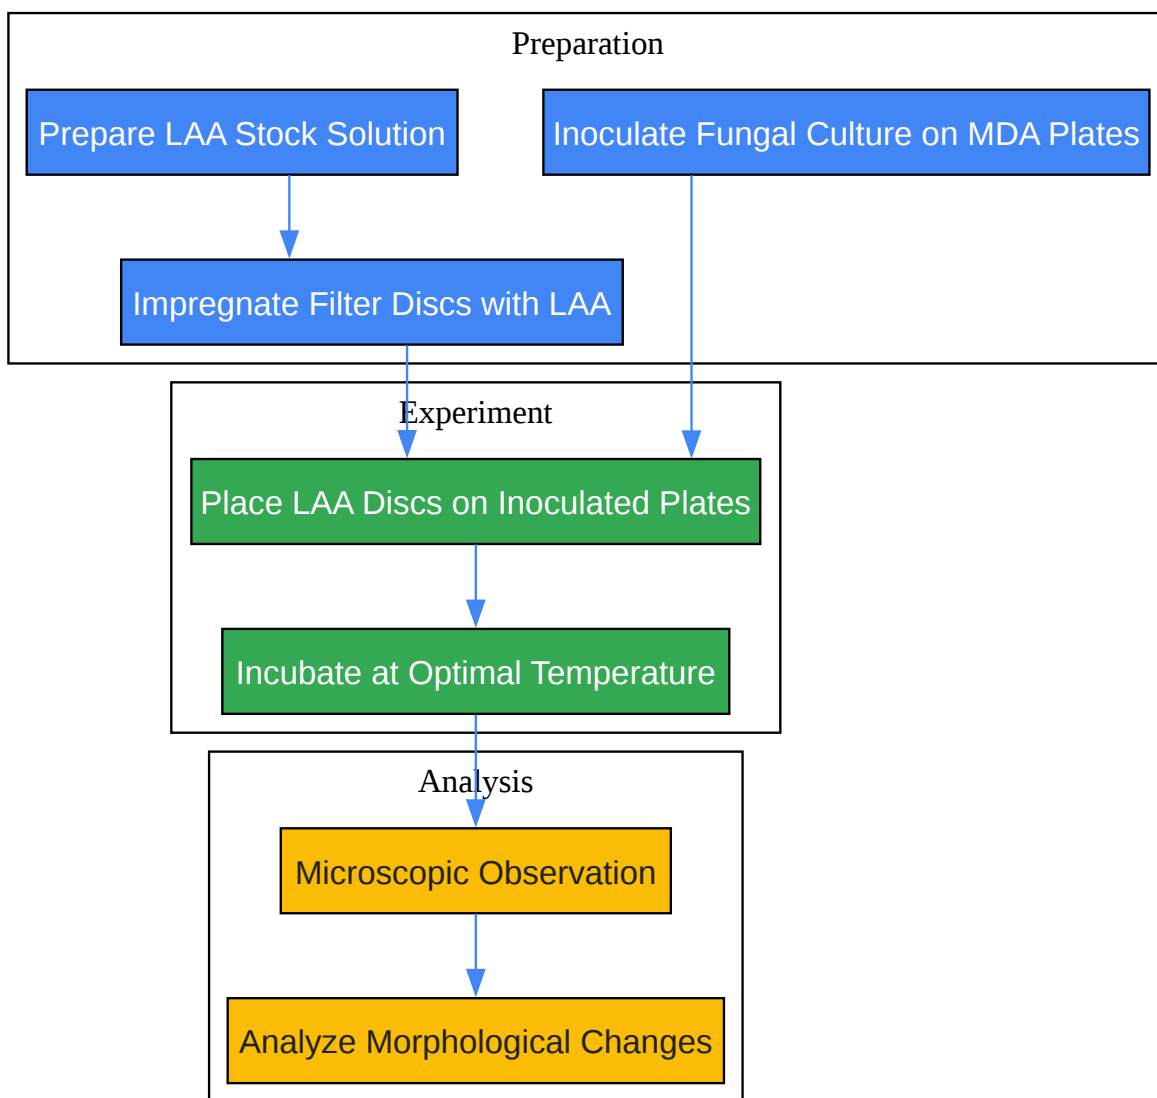 Preparation
Prepare LAA Stock Solution
Inoculate Fungal Culture on MDA Plates
Impregnate Filter Discs with LAA
Experiment
Place LAA Discs on Inoculated Plates
Incubate at Optimal Temperature
Analysis
Microscopic Observation
Analyze Morphological Changes